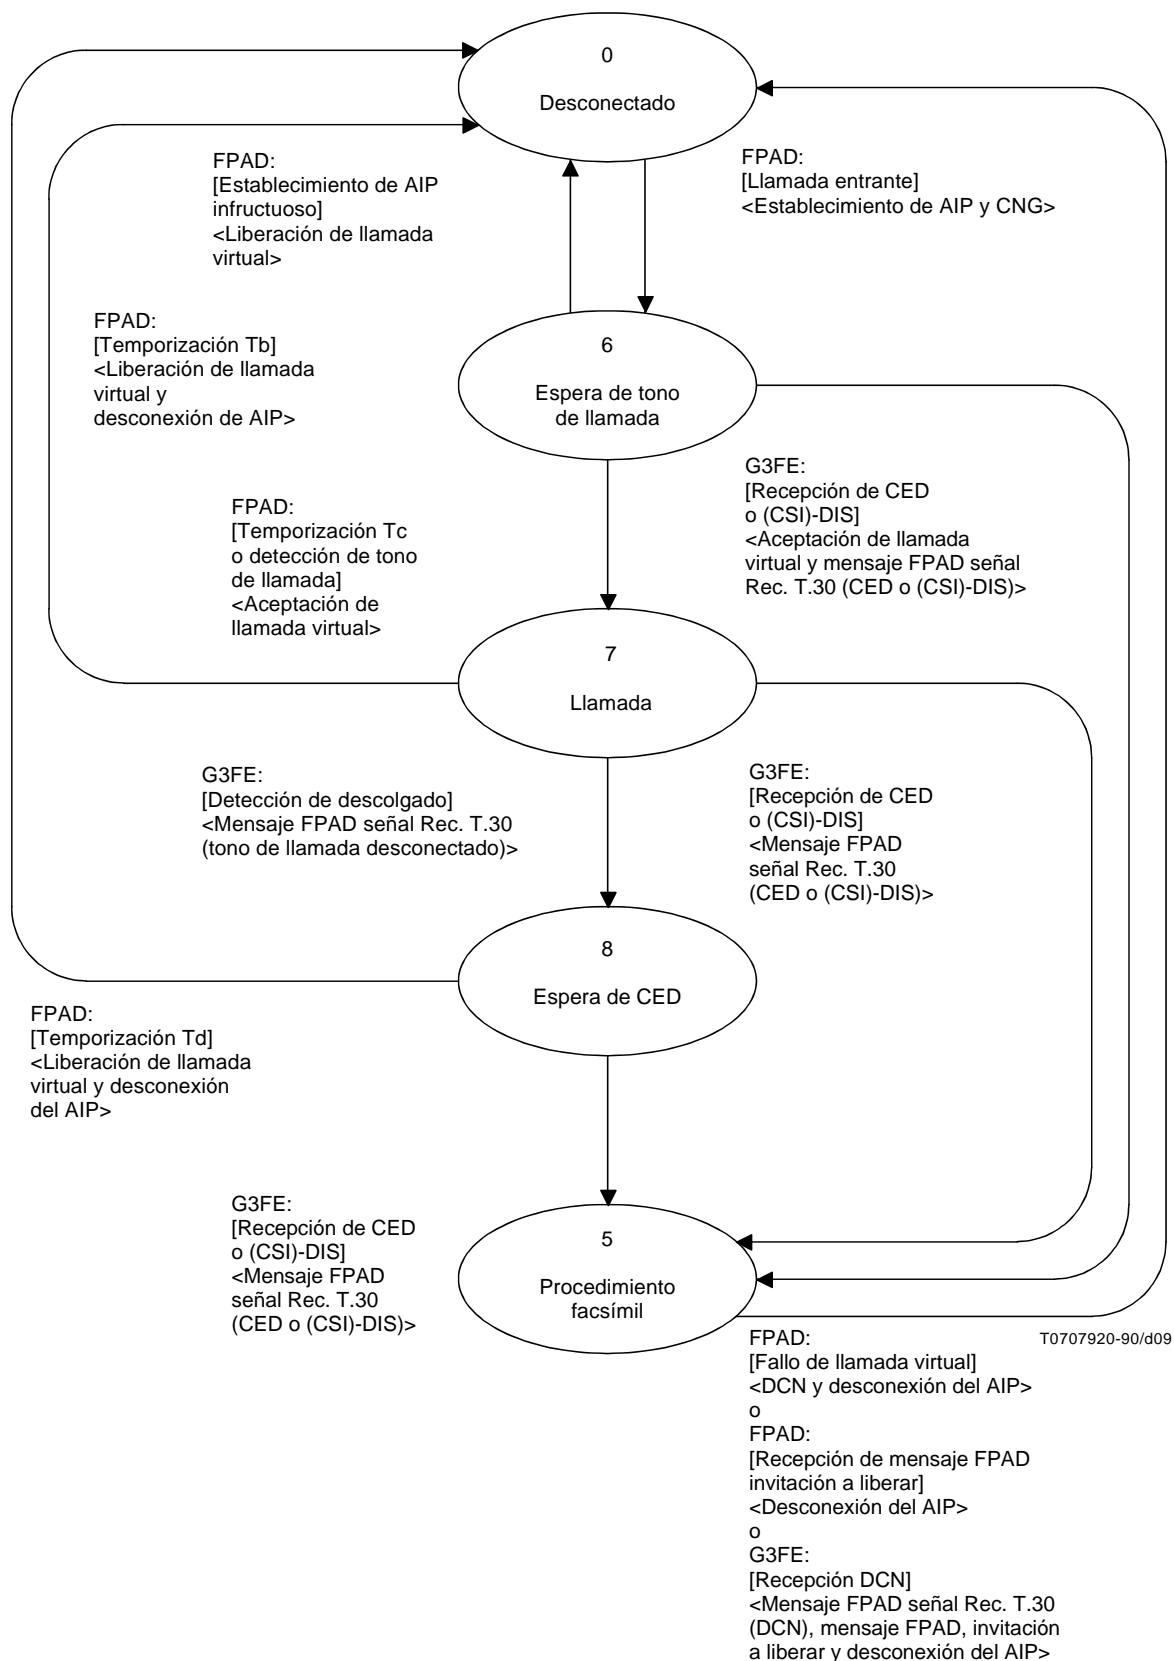 0
Desconectado
FPAD:
[Establecimiento de AIP
infructuoso]
<Liberación de llamada
virtual>
FPAD:
[Llamada entrante]
<Establecimiento de AIP y CNG>
FPAD:
[Temporización Tb]
<Liberación de llamada
virtual y
desconexión de AIP>
6
Espera de tono
de llamada
FPAD:
[Temporización Tc
o detección de tono
de llamada]
<Aceptación de
llamada virtual>
G3FE:
[Recepción de CED
o (CSI)-DIS]
<Aceptación de llamada
virtual y mensaje FPAD señal
Rec. T.30 (CED o (CSI)-DIS)>
7
Llamada
G3FE:
[Detección de descolgado]
<Mensaje FPAD señal Rec. T.30
(tono de llamada desconectado)>
G3FE:
[Recepción de CED
o (CSI)-DIS]
<Mensaje FPAD
señal Rec. T.30
(CED o (CSI)-DIS)>
8
Espera de CED
FPAD:
[Temporización Td]
<Liberación de llamada
virtual y desconexión
del AIP>
G3FE:
[Recepción de CED
o (CSI)-DIS]
<Mensaje FPAD
señal Rec. T.30
(CED o (CSI)-DIS)>
5
Procedimiento
facsímil
T0707920-90/d09
FPAD:
[Fallo de llamada virtual]
<DCN y desconexión del AIP>
o
FPAD:
[Recepción de mensaje FPAD
invitación a liberar]
<Desconexión del AIP>
o
G3FE:
[Recepción DCN]
<Mensaje FPAD señal Rec. T.30
(DCN), mensaje FPAD, invitación
a liberar y desconexión del AIP>